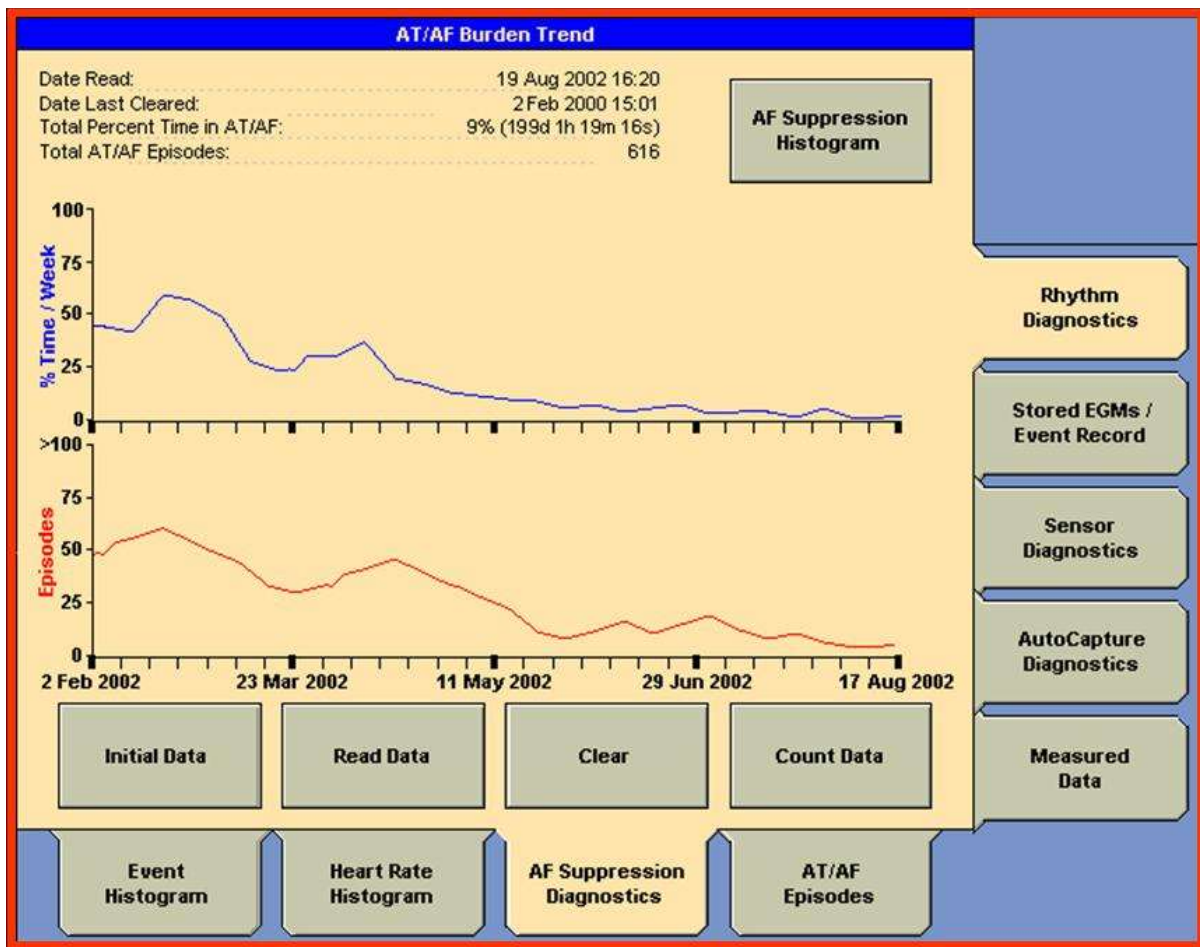 AT/AF Burden Trend
Date Read: 19 Aug 2002 16:20
Date Last Cleared: 2 Feb 2000 15:01
Total Percent Time in AT/AF: 9% (199d 1h 19m 16s)
Total AT/AF Episodes: 616
AF Suppression
Histogram
100
75
50
25
0
% Time / Week
>100
75
50
25
0
Episodes
2 Feb 2002 23 Mar 2002 11 May 2002 29 Jun 2002 17 Aug 2002
Initial Data
Read Data
Clear
Count Data
Event
Histogram
Heart Rate
Histogram
AF Suppression
Diagnostics
AT/AF
Episodes
Rhythm
Diagnostics
Stored EGMs /
Event Record
Sensor
Diagnostics
AutoCapture
Diagnostics
Measured
Data